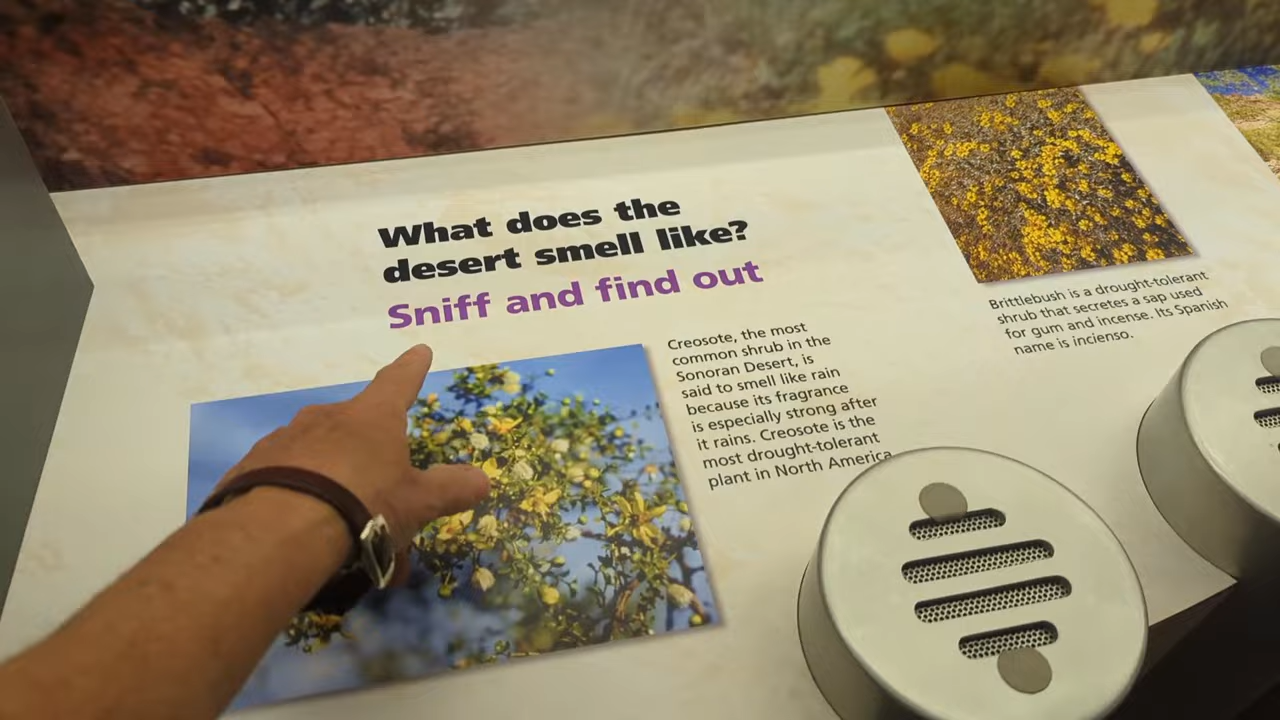 What does the
desert smell like?
Sniff and find out
Creosote, the most
common shrub in the
Sonoran Desert, is
said to smell like rain
because its fragrance
is especially strong after
it rains. Creosote is the
most drought-tolerant
plant in North America.
Brittlebush is a drought-tolerant
shrub that secretes a sap used
for gum and incense. Its Spanish
name is incienso.